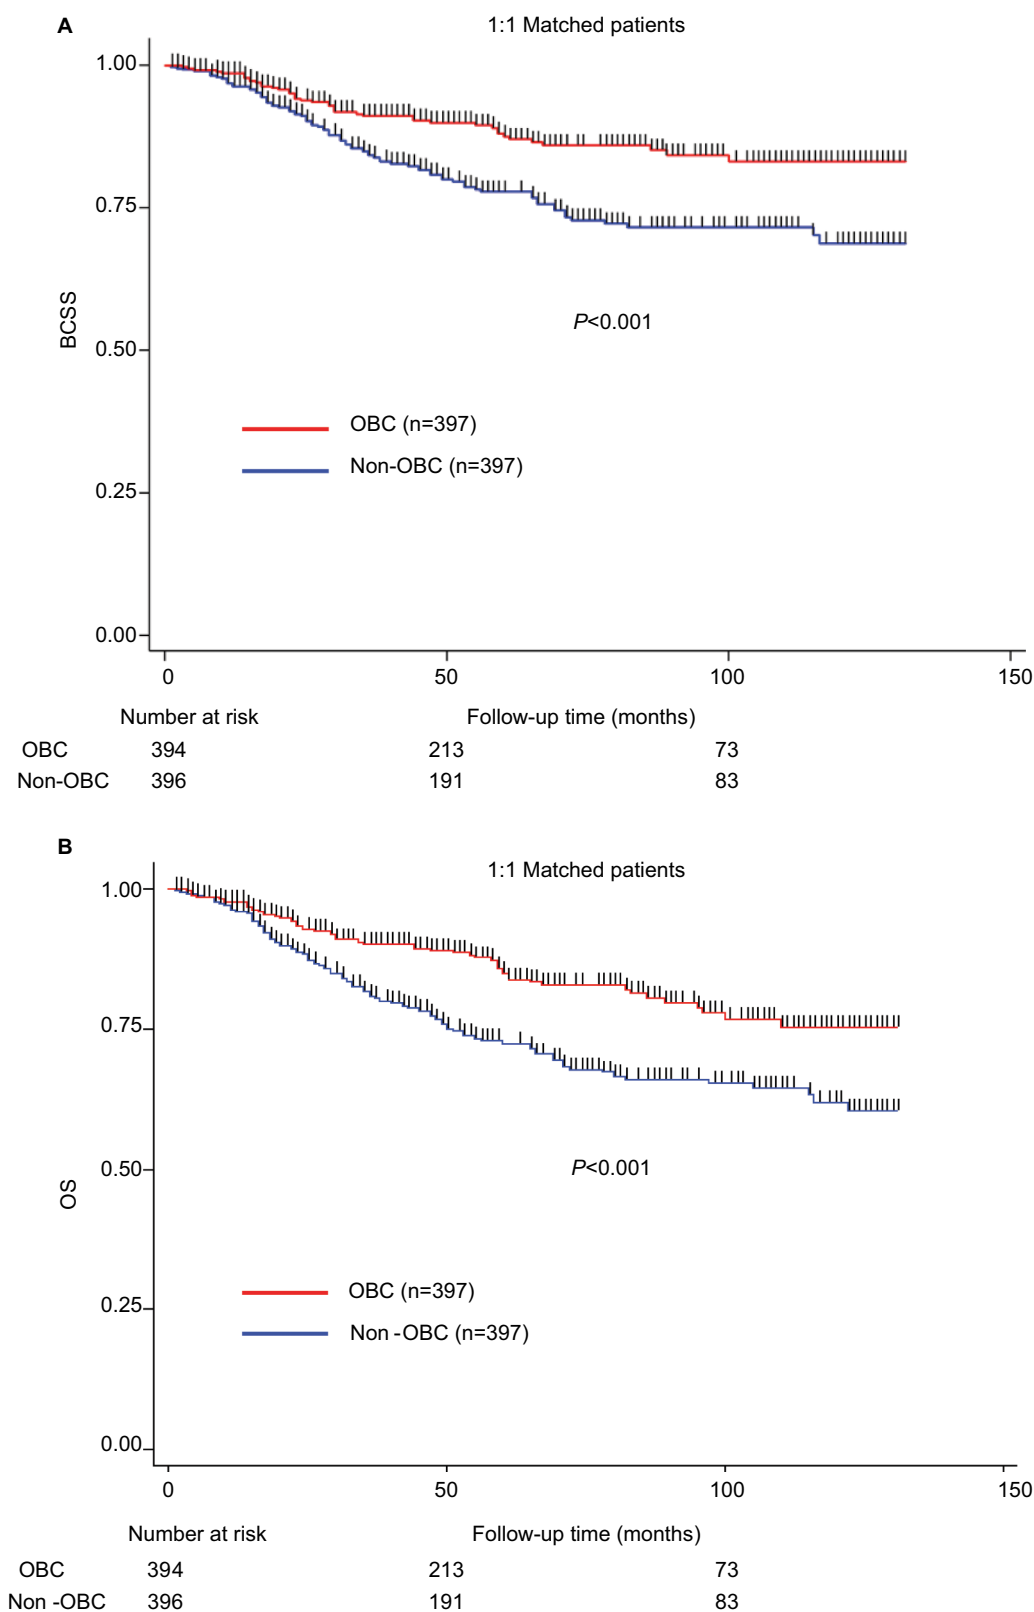 A
1:1 Matched patients
1.00
0.75
0.50
0.25
0.00
BCSS
P<0.001
OBC (n=397)
Non-OBC (n=397)
0 50 100 150
Number at risk Follow-up time (months)
OBC 394 213 73
Non-OBC 396 191 83
B
1:1 Matched patients
1.00
0.75
0.50
0.25
0.00
OS
P<0.001
OBC (n=397)
Non -OBC (n=397)
0 50 100 150
Number at risk Follow-up time (months)
OBC 394 213 73
Non -OBC 396 191 83